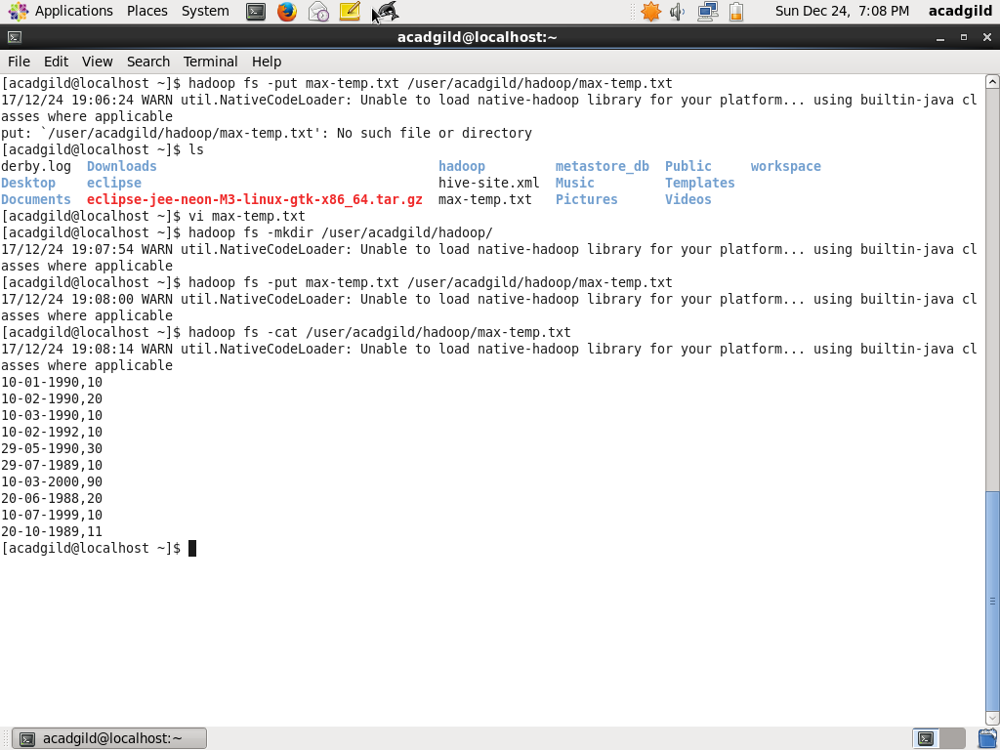 Applications Places System Sun Dec 24, 7:08 PM acadgild
acadgild@localhost:~
File Edit View Search Terminal Help
[acadgild@localhost ~]$ hadoop fs -put max-temp.txt /user/acadgild/hadoop/max-temp.txt
17/12/24 19:06:24 WARN util.NativeCodeLoader: Unable to load native-hadoop library for your platform... using builtin-java cl
asses where applicable
put: `/user/acadgild/hadoop/max-temp.txt': No such file or directory
[acadgild@localhost ~]$ ls
derby.log Downloads hadoop metastore_db Public workspace
Desktop eclipse hive-site.xml Music Templates
Documents eclipse-jee-neon-M3-linux-gtk-x86_64.tar.gz max-temp.txt Pictures Videos
[acadgild@localhost ~]$ vi max-temp.txt
[acadgild@localhost ~]$ hadoop fs -mkdir /user/acadgild/hadoop/
17/12/24 19:07:54 WARN util.NativeCodeLoader: Unable to load native-hadoop library for your platform... using builtin-java cl
asses where applicable
[acadgild@localhost ~]$ hadoop fs -put max-temp.txt /user/acadgild/hadoop/max-temp.txt
17/12/24 19:08:00 WARN util.NativeCodeLoader: Unable to load native-hadoop library for your platform... using builtin-java cl
asses where applicable
[acadgild@localhost ~]$ hadoop fs -cat /user/acadgild/hadoop/max-temp.txt
17/12/24 19:08:14 WARN util.NativeCodeLoader: Unable to load native-hadoop library for your platform... using builtin-java cl
asses where applicable
10-01-1990,10
10-02-1990,20
10-03-1990,10
10-02-1992,10
29-05-1990,30
29-07-1989,10
10-03-2000,90
20-06-1988,20
10-07-1999,10
20-10-1989,11
[acadgild@localhost ~]$
acadgild@localhost:~